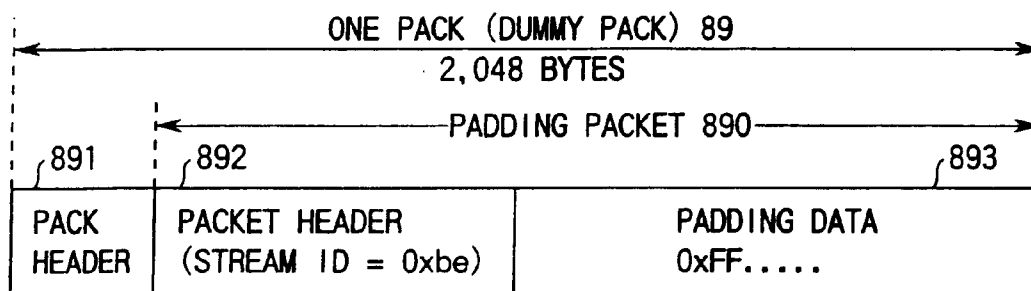 ONE PACK (DUMMY PACK) 89
2,048 BYTES
PADDING PACKET 890
891
892
893
PACK
HEADER
PACKET HEADER
(STREAM ID = 0xbe)
PADDING DATA
0xFF.....